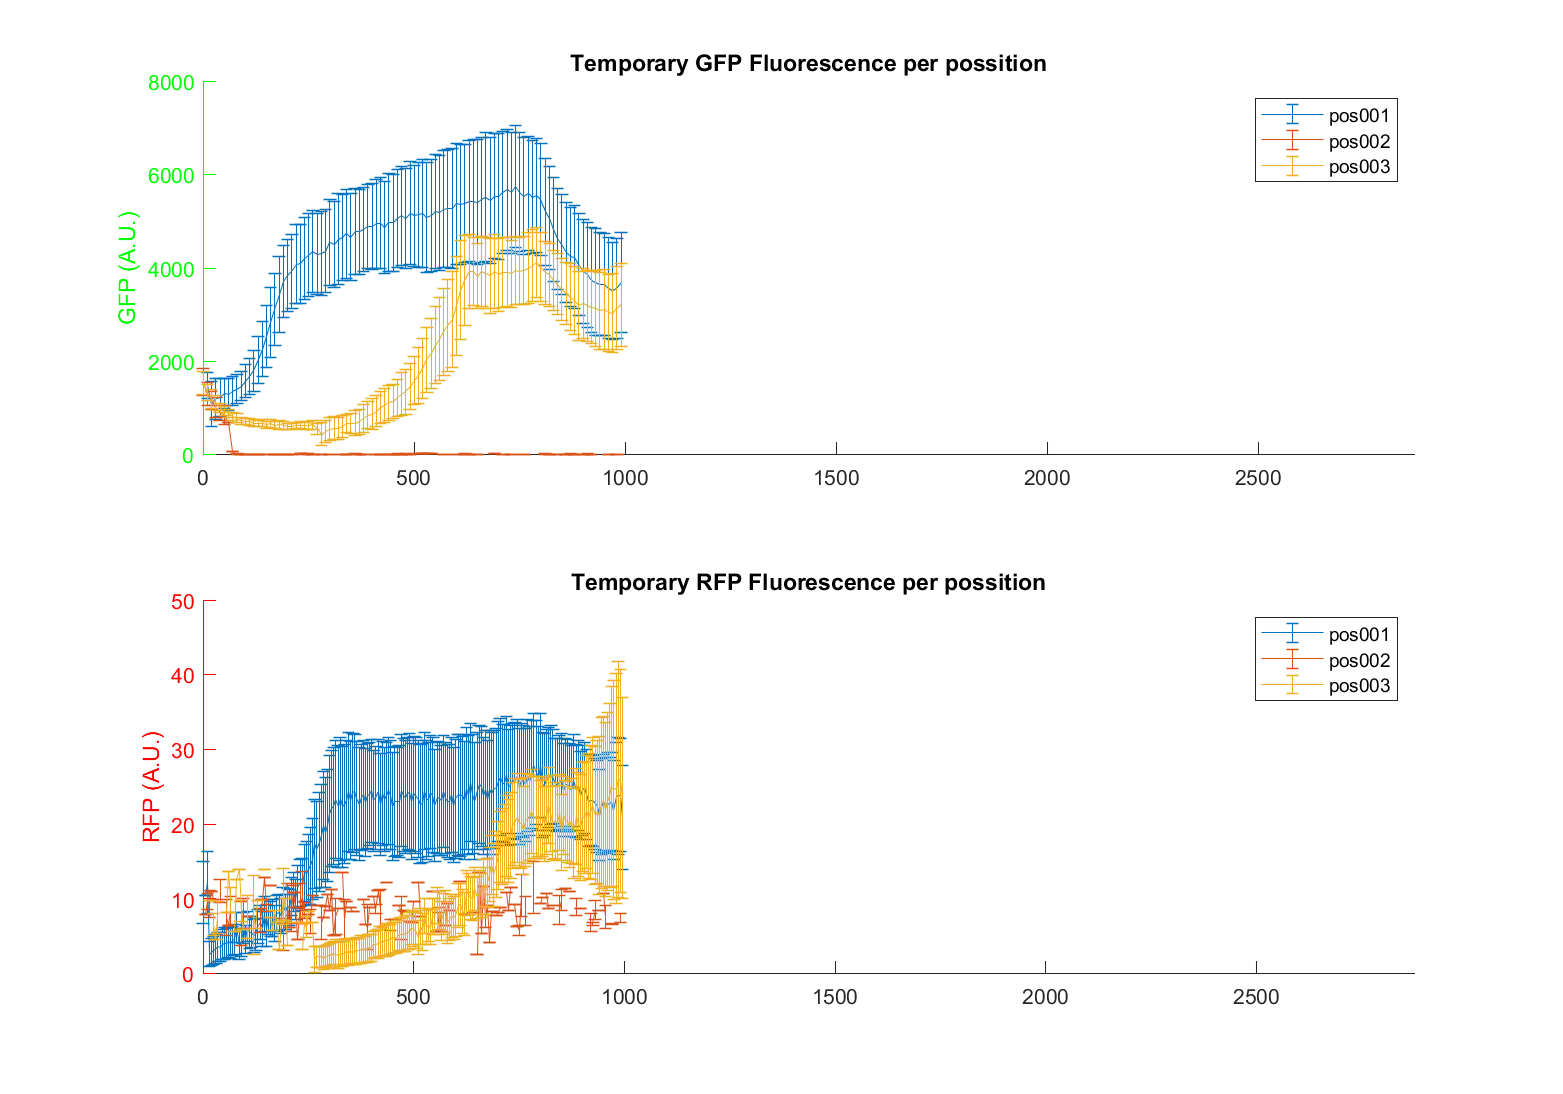 Temporary GFP Fluorescence per possition
8000
6000
4000
2000
0
GFP (A.U.)
0 500 1000 1500 2000 2500
pos001
pos002
pos003
Temporary RFP Fluorescence per possition
50
40
30
20
10
0
RFP (A.U.)
0 500 1000 1500 2000 2500
pos001
pos002
pos003